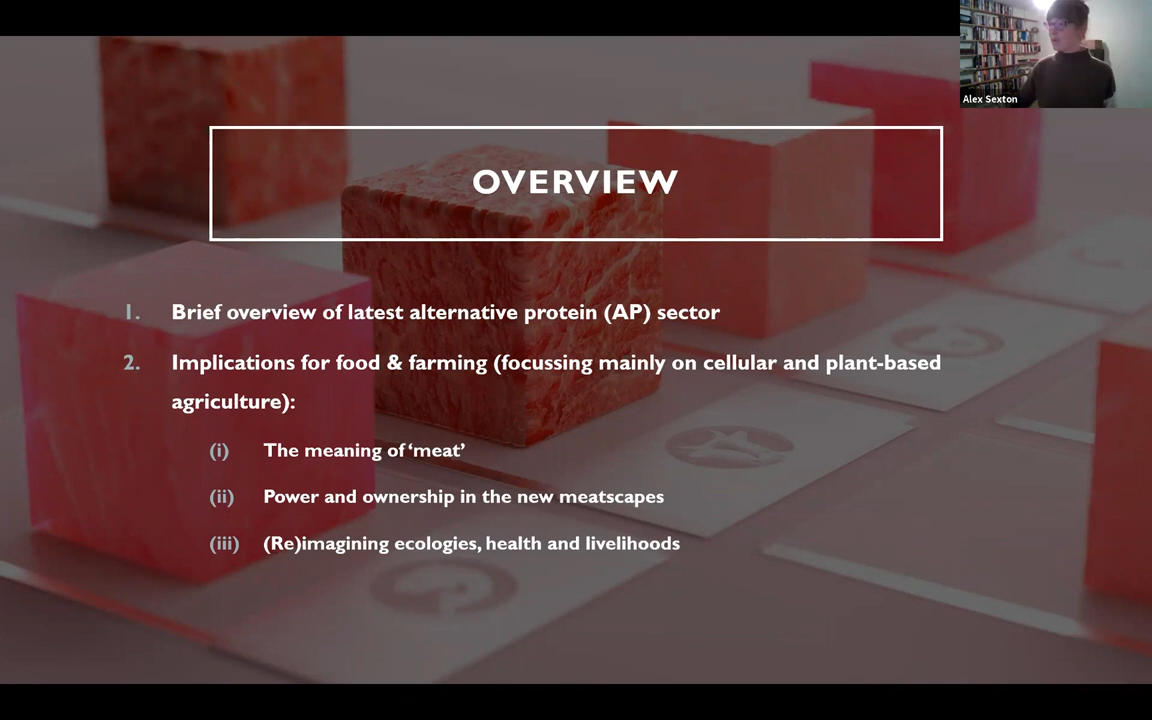 Alex Sexton
OVERVIEW
1. Brief overview of latest alternative protein (AP) sector
2. Implications for food & farming (focussing mainly on cellular and plant-based
agriculture):
(i) The meaning of ‘meat’
(ii) Power and ownership in the new meatscapes
(iii) (Re)imagining ecologies, health and livelihoods